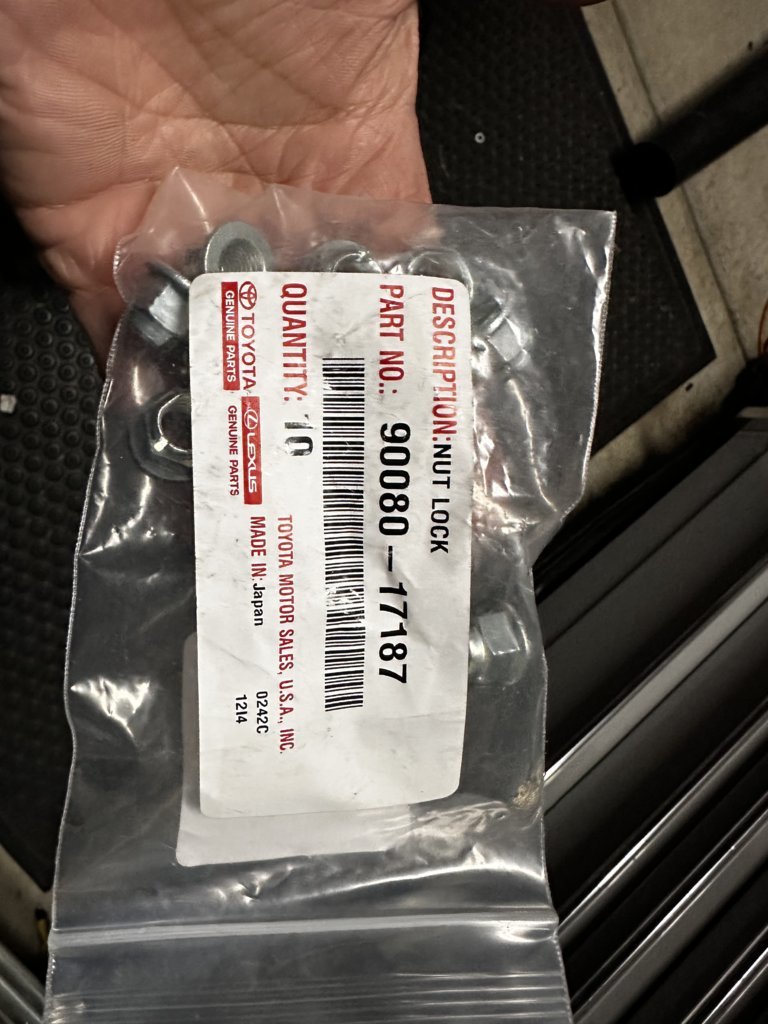 DESCRIPTION:NUT LOCK
PART NO.: 90080-17187
QUANTITY: 10
TOYOTA MOTOR SALES, U.S.A., INC.
TOYOTA
GENUINE PARTS
LEXUS
GENUINE PARTS
MADE IN:Japan
0242C
1214